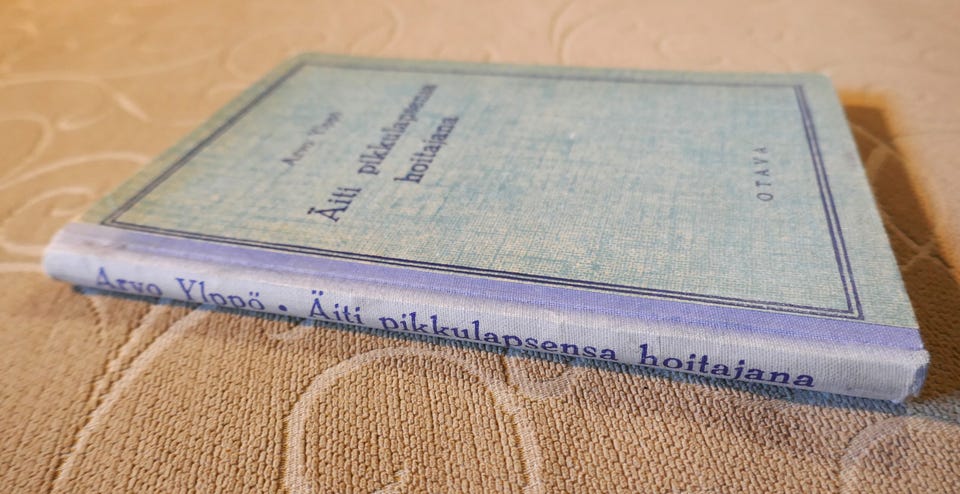 Arvo Ylppö
Äiti pikkulapsensa
hoitajana
OTAVA
Arvo Ylppö • Äiti pikkulapsensa hoitajana